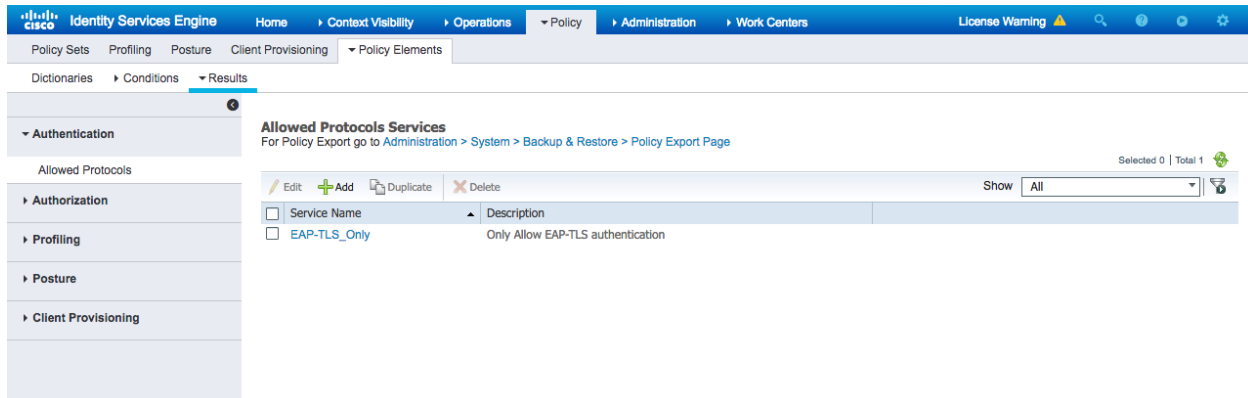 cisco Identity Services Engine Home Context Visibility Operations Policy Administration Work Centers License Warning
Policy Sets Profiling Posture Client Provisioning Policy Elements
Dictionaries Conditions Results
Authentication
Allowed Protocols
Authorization
Profiling
Posture
Client Provisioning
Allowed Protocols Services
For Policy Export go to Administration > System > Backup & Restore > Policy Export Page
Selected 0 | Total 1
Edit Add Duplicate Delete Show All
Service Name Description
EAP-TLS_Only Only Allow EAP-TLS authentication